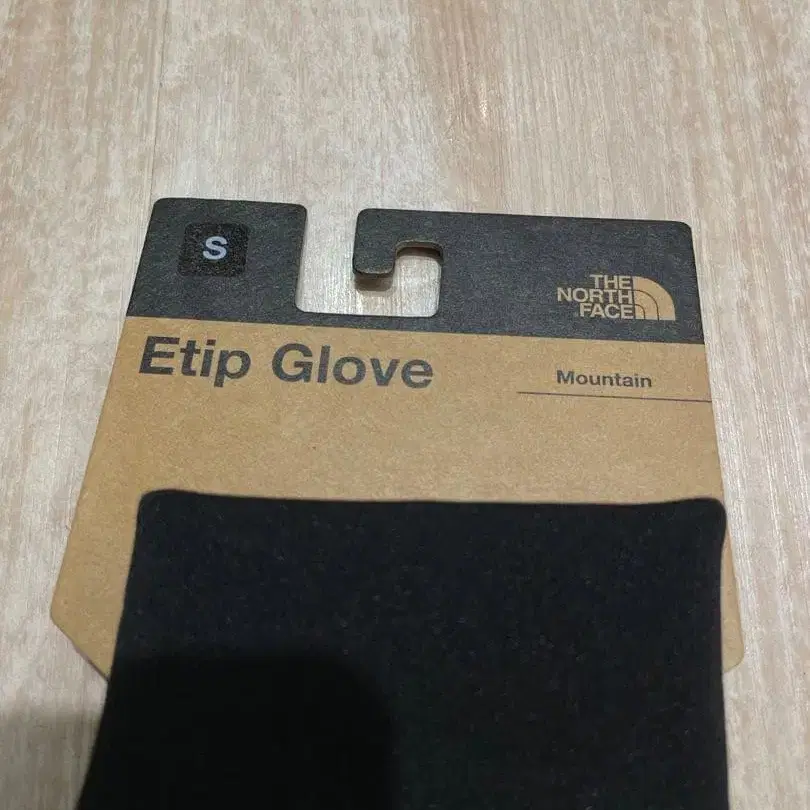 S
THE
NORTH
FACE
Etip Glove
Mountain